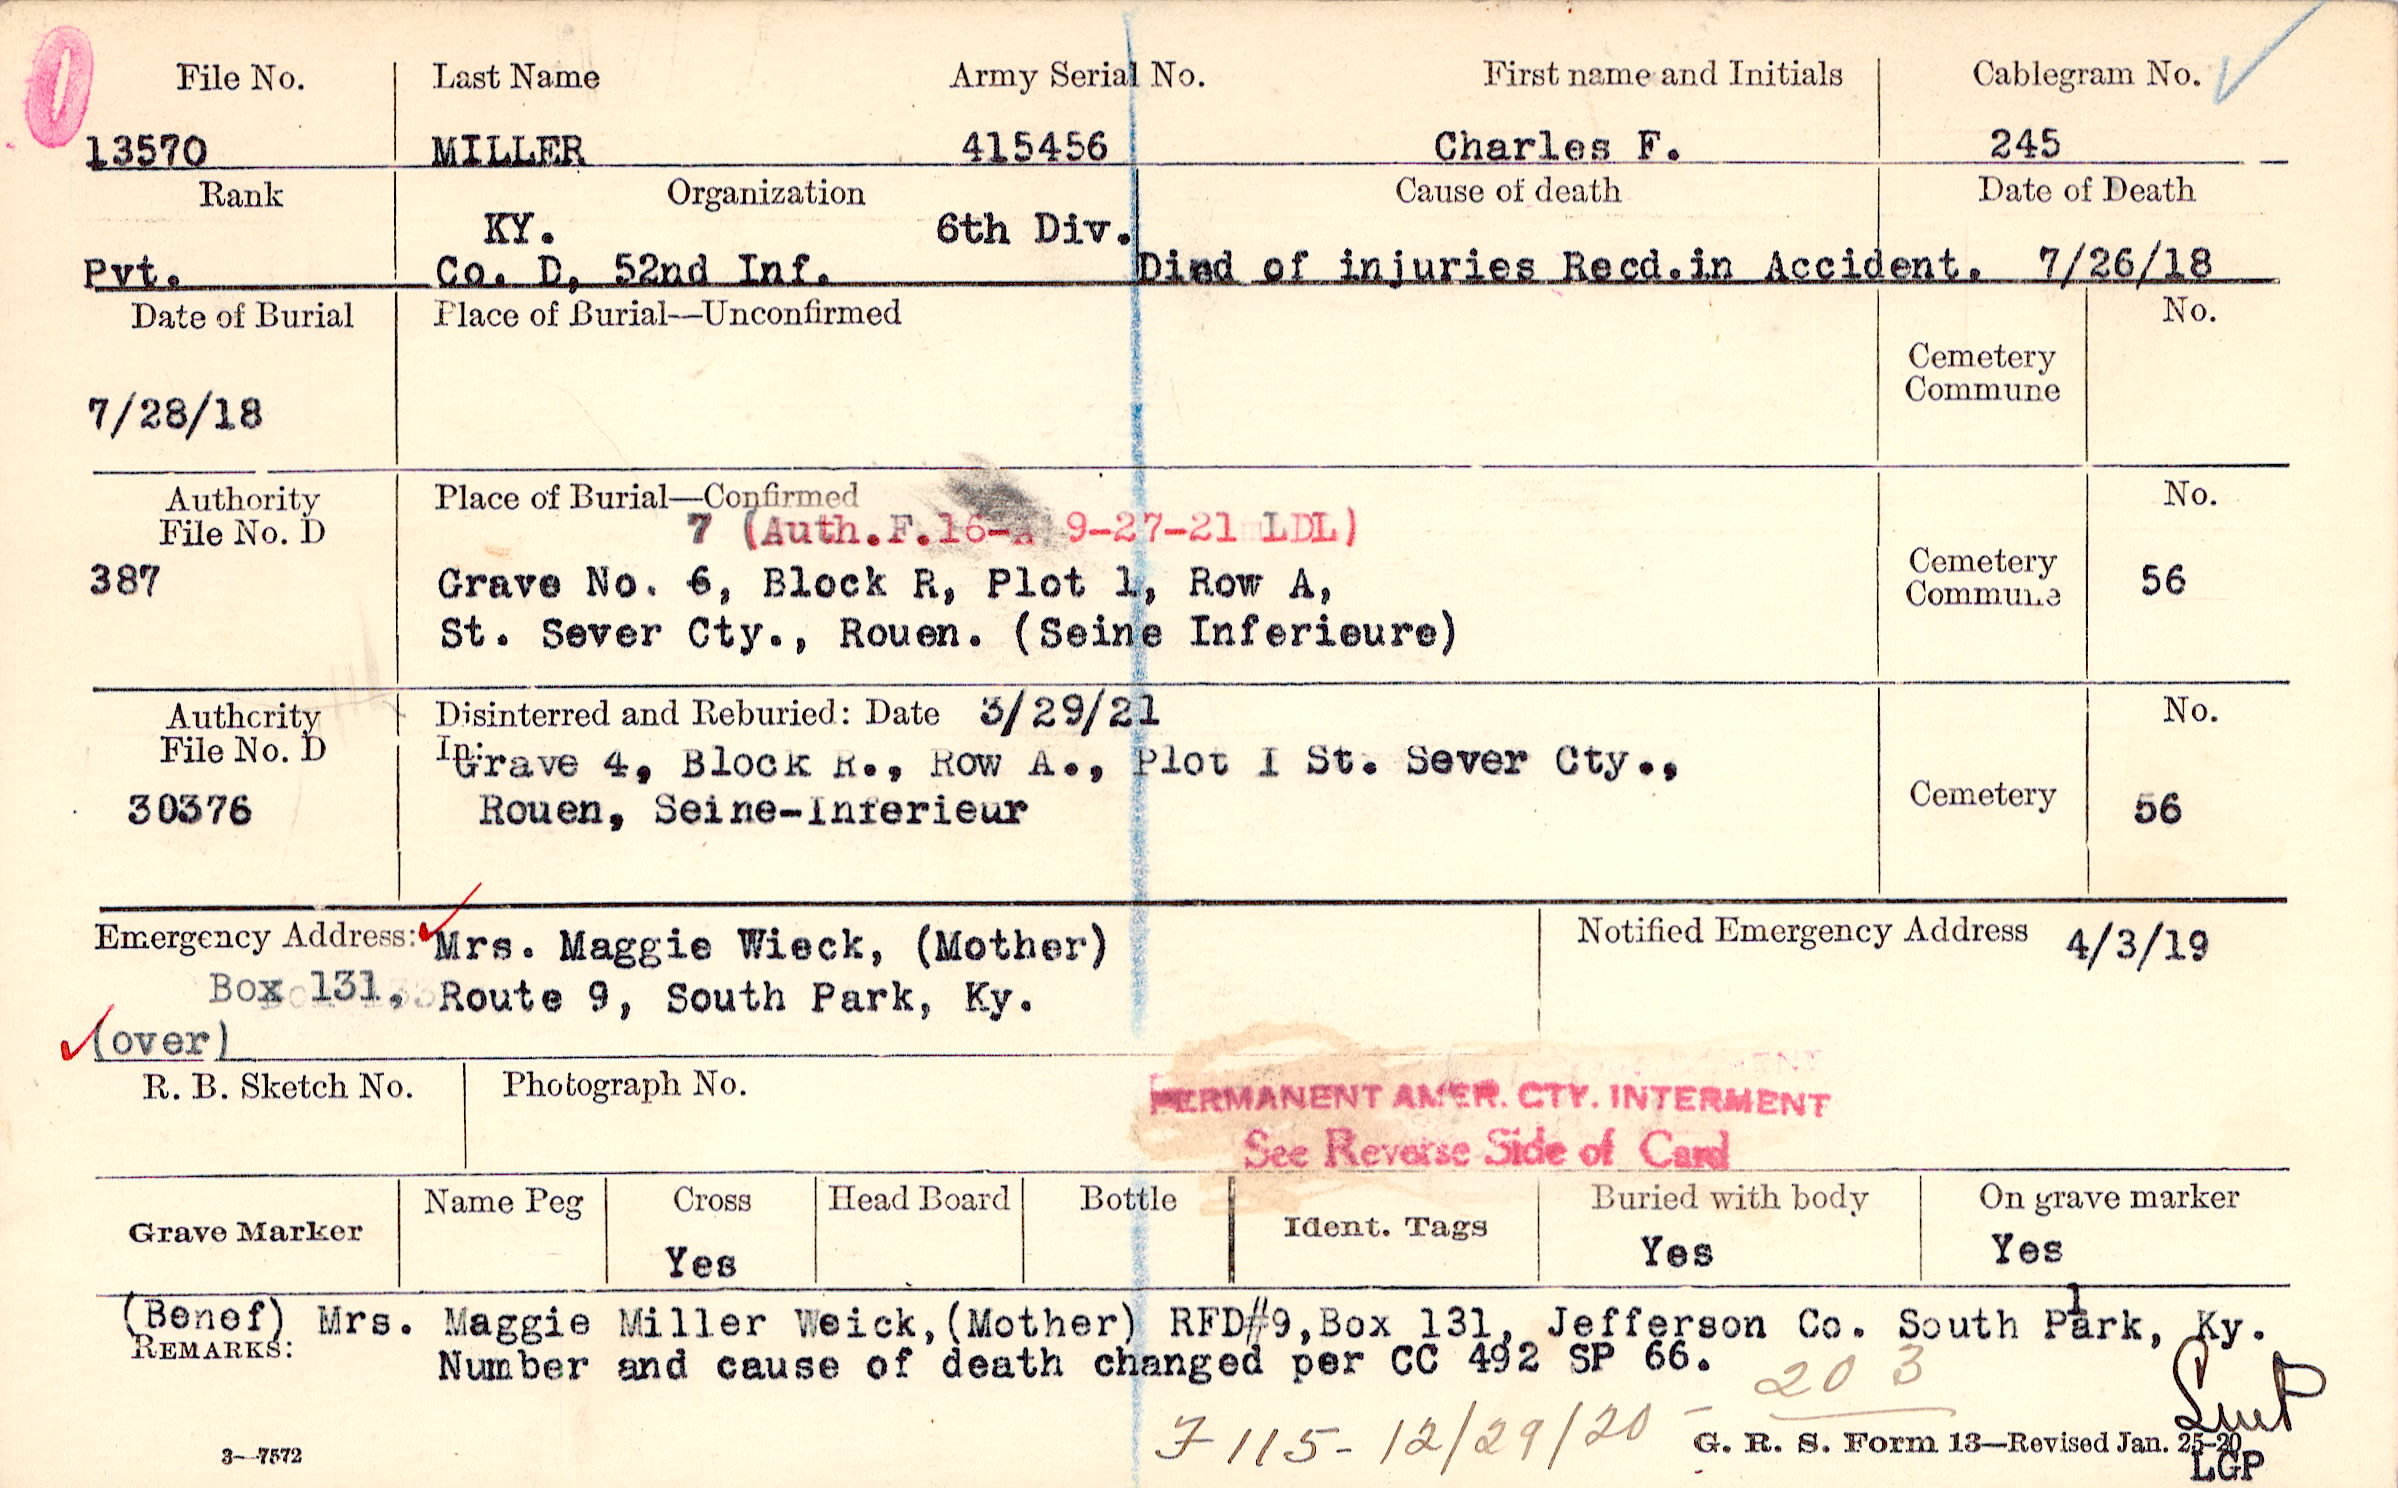 File No. Last Name Army Serial No. First name and Initials Cablegram No.
13570 MILLER 415456 Charles F. 245
Rank Organization Cause of death Date of Death
KY. 6th Div.
Pvt. Co. D, 52nd Inf. Died of injuries Recd.in Accident. 7/26/18
Date of Burial Place of Burial—Unconfirmed No.
Cemetery
Commune
7/28/18
Authority Place of Burial—Confirmed No.
File No. D 7 (Auth.F.16-A 9-27-21 LDL)
387 Grave No. 6, Block R, Plot 1, Row A, Cemetery 56
Commune
St. Sever Cty., Rouen. (Seine Inferieure)
Authority Disinterred and Reburied: Date 3/29/21 No.
File No. D In: Grave 4, Block R., Row A., Plot I St. Sever Cty.,
30376 Rouen, Seine-Inferieur Cemetery 56
Emergency Address: Mrs. Maggie Wieck, (Mother) Notified Emergency Address 4/3/19
Box 131, Route 9, South Park, Ky.
(over)
R. B. Sketch No. Photograph No.
PERMANENT AMER. CTY. INTERMENT
See Reverse Side of Card
Grave Marker Name Peg Cross Head Board Bottle Ident. Tags Buried with body On grave marker
Yes Yes Yes
1
(Benef) Mrs. Maggie Miller Weick,(Mother) RFD#9,Box 131, Jefferson Co. South Park, Ky.
REMARKS: Number and cause of death changed per CC 492 SP 66.
20 3
F 115- 12/29/20 -
3—7572 G. R. S. Form 13—Revised Jan. 25-20
LGP